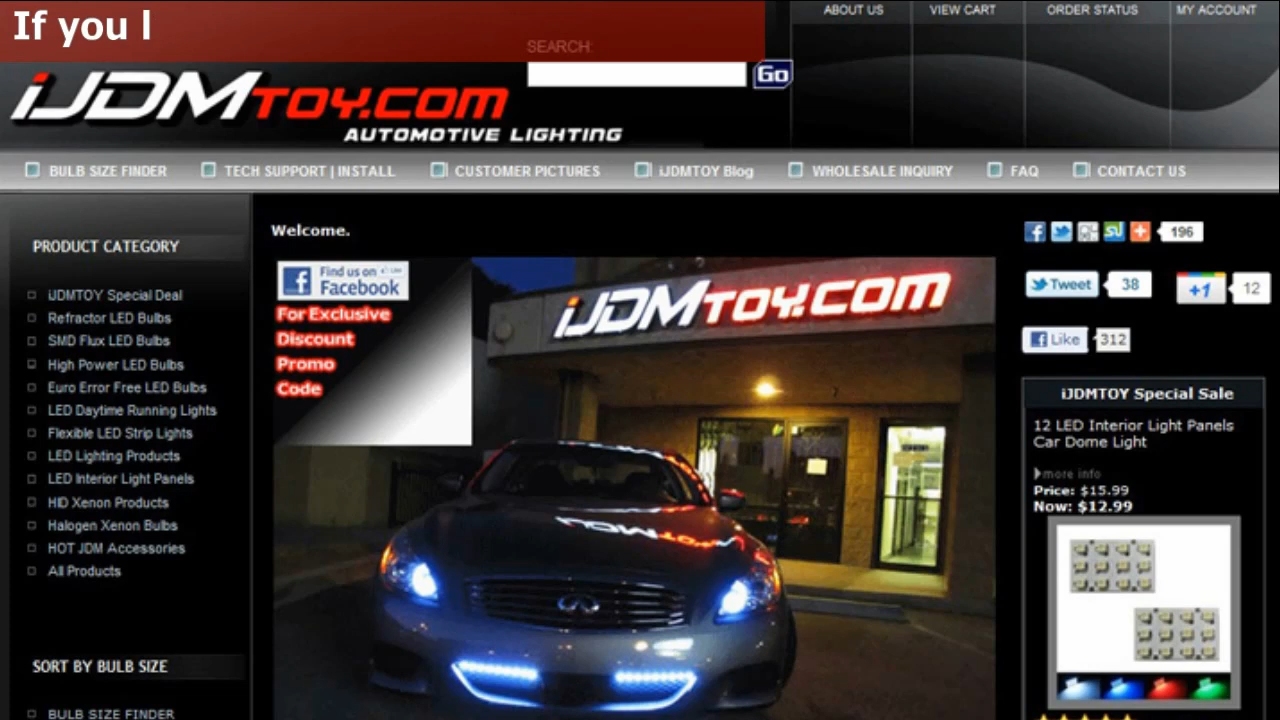 If you l
ABOUT US
VIEW CART
ORDER STATUS
MY ACCOUNT
SEARCH:
Go
iJDMTOY.COM
AUTOMOTIVE LIGHTING
BULB SIZE FINDER
TECH SUPPORT | INSTALL
CUSTOMER PICTURES
iJDMTOY Blog
WHOLESALE INQUIRY
FAQ
CONTACT US
PRODUCT CATEGORY
iJDMTOY Special Deal
Refractor LED Bulbs
SMD Flux LED Bulbs
High Power LED Bulbs
Euro Error Free LED Bulbs
LED Daytime Running Lights
Flexible LED Strip Lights
LED Lighting Products
LED Interior Light Panels
HID Xenon Products
Halogen Xenon Bulbs
HOT JDM Accessories
All Products
SORT BY BULB SIZE
BULB SIZE FINDER
Welcome.
Find us on
Like
Facebook
For Exclusive
Discount
Promo
Code
iJDMTOY.COM
196
Tweet
38
+1
12
Like
312
iJDMTOY Special Sale
12 LED Interior Light Panels
Car Dome Light
more info
Price: $15.99
Now: $12.99